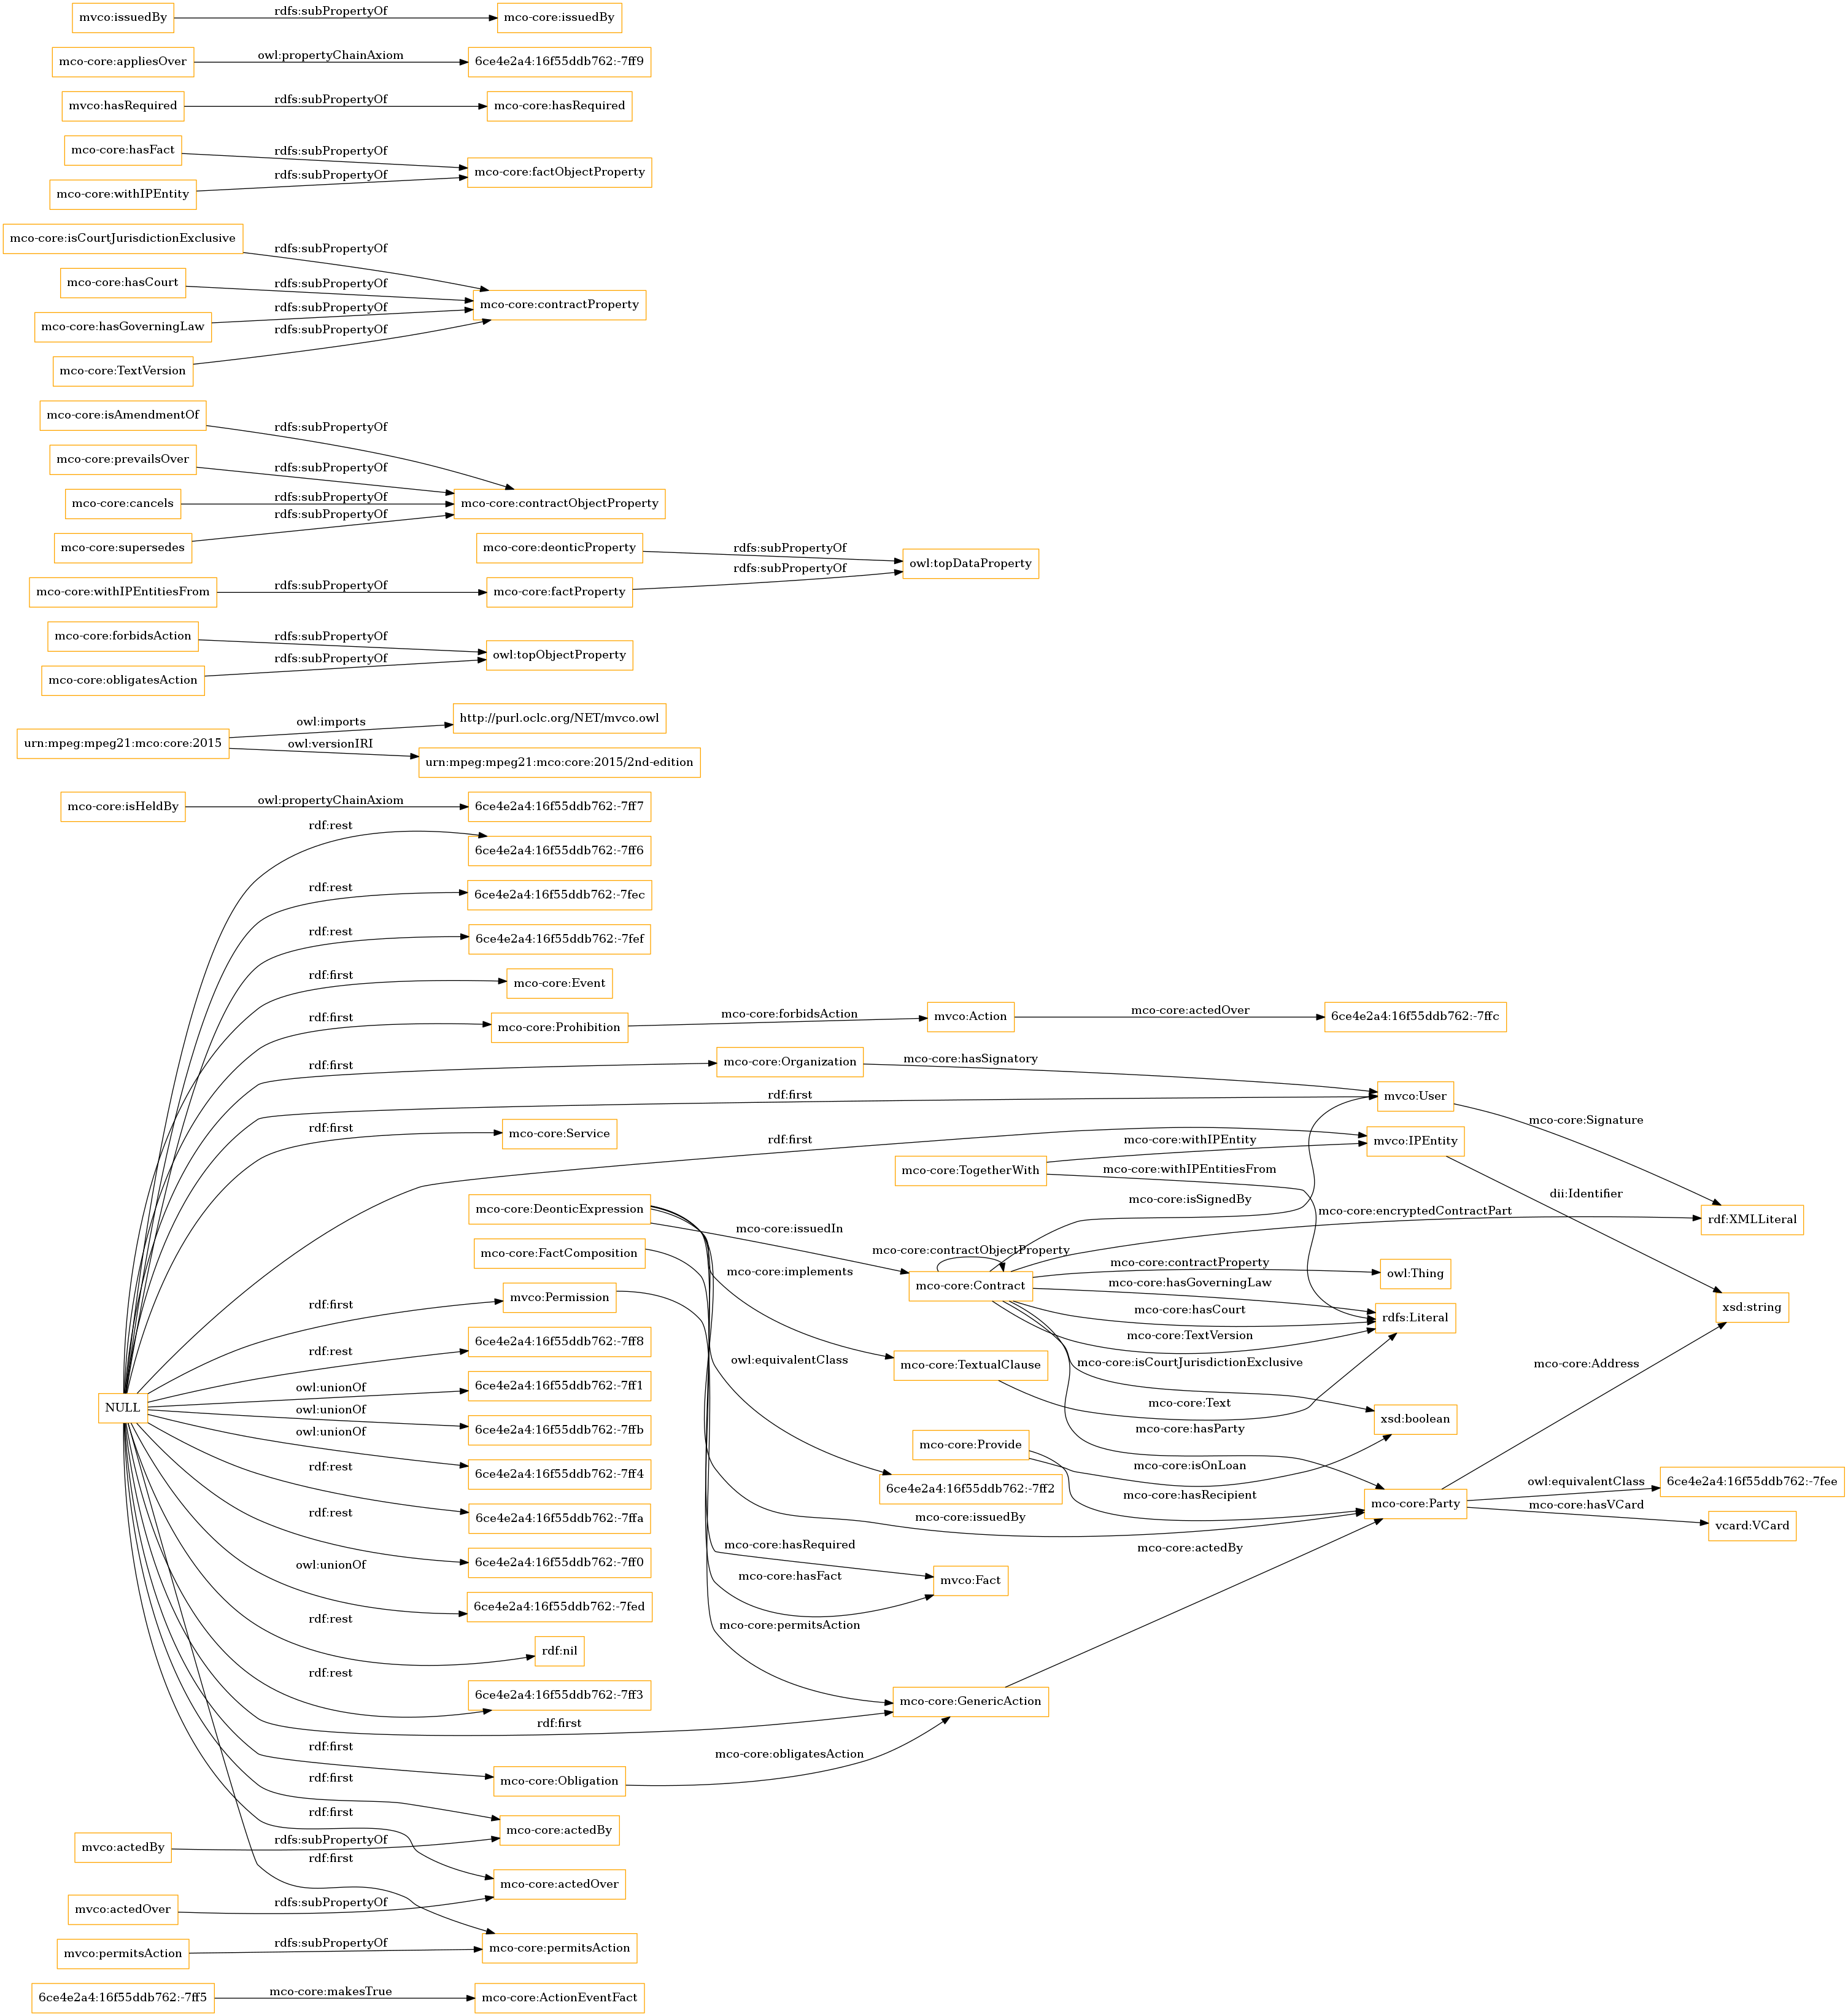 mvco:issuedBy rdfs:subPropertyOf mco-core:issuedBy
mco-core:appliesOver owl:propertyChainAxiom 6ce4e2a4:16f55ddb762:-7ff9
mvco:hasRequired rdfs:subPropertyOf mco-core:hasRequired
mco-core:hasFact rdfs:subPropertyOf
mco-core:factObjectProperty
mco-core:withIPEntity rdfs:subPropertyOf
mco-core:isCourtJurisdictionExclusive rdfs:subPropertyOf
mco-core:hasCourt rdfs:subPropertyOf
mco-core:contractProperty
mco-core:hasGoverningLaw rdfs:subPropertyOf
mco-core:TextVersion rdfs:subPropertyOf
mco-core:isAmendmentOf rdfs:subPropertyOf
mco-core:prevailsOver rdfs:subPropertyOf
mco-core:cancels rdfs:subPropertyOf mco-core:contractObjectProperty
mco-core:supersedes rdfs:subPropertyOf
mco-core:deonticProperty rdfs:subPropertyOf owl:topDataProperty
mco-core:withIPEntitiesFrom rdfs:subPropertyOf mco-core:factProperty rdfs:subPropertyOf
mco-core:forbidsAction rdfs:subPropertyOf
owl:topObjectProperty
mco-core:obligatesAction rdfs:subPropertyOf
urn:mpeg:mpeg21:mco:core:2015 owl:imports http://purl.oclc.org/NET/mvco.owl
owl:versionIRI urn:mpeg:mpeg21:mco:core:2015/2nd-edition
mco-core:isHeldBy owl:propertyChainAxiom 6ce4e2a4:16f55ddb762:-7ff7
rdf:rest 6ce4e2a4:16f55ddb762:-7ff6
rdf:rest 6ce4e2a4:16f55ddb762:-7fec
rdf:rest 6ce4e2a4:16f55ddb762:-7fef
rdf:first mco-core:Event
rdf:first mco-core:Prohibition mco-core:forbidsAction mvco:Action mco-core:actedOver 6ce4e2a4:16f55ddb762:-7ffc
rdf:first mco-core:Organization mco-core:hasSignatory
rdf:first mvco:User mco-core:Signature
rdf:first mco-core:Service
rdf:first mvco:IPEntity dii:Identifier
mco-core:TogetherWith mco-core:withIPEntity
mco-core:withIPEntitiesFrom
mco-core:isSignedBy
mco-core:DeonticExpression mco-core:issuedIn
mco-core:encryptedContractPart rdf:XMLLiteral
mco-core:FactComposition
mco-core:contractObjectProperty
mco-core:Contract mco-core:contractProperty owl:Thing
mco-core:implements
mco-core:hasGoverningLaw
rdf:first mvco:Permission
mco-core:hasCourt rdfs:Literal xsd:string
mco-core:TextVersion
rdf:rest 6ce4e2a4:16f55ddb762:-7ff8
owl:equivalentClass mco-core:TextualClause mco-core:isCourtJurisdictionExclusive mco-core:Address
NULL owl:unionOf 6ce4e2a4:16f55ddb762:-7ff1
mco-core:Text
owl:unionOf 6ce4e2a4:16f55ddb762:-7ffb
xsd:boolean
mco-core:hasParty
owl:unionOf 6ce4e2a4:16f55ddb762:-7ff4
mco-core:Provide mco-core:isOnLoan
6ce4e2a4:16f55ddb762:-7ff2 mco-core:hasRecipient
mco-core:Party owl:equivalentClass 6ce4e2a4:16f55ddb762:-7fee
mco-core:hasVCard vcard:VCard
rdf:rest 6ce4e2a4:16f55ddb762:-7ffa
mco-core:issuedBy
rdf:rest 6ce4e2a4:16f55ddb762:-7ff0
mco-core:hasRequired
mco-core:actedBy
mco-core:hasFact mvco:Fact
owl:unionOf 6ce4e2a4:16f55ddb762:-7fed
mco-core:permitsAction
rdf:rest rdf:nil
rdf:rest 6ce4e2a4:16f55ddb762:-7ff3
rdf:first mco-core:GenericAction
rdf:first mco-core:Obligation mco-core:obligatesAction
rdf:first mco-core:actedBy
mvco:actedBy rdfs:subPropertyOf
rdf:first mco-core:actedOver
rdf:first
mvco:actedOver rdfs:subPropertyOf
mvco:permitsAction rdfs:subPropertyOf mco-core:permitsAction
6ce4e2a4:16f55ddb762:-7ff5 mco-core:makesTrue mco-core:ActionEventFact